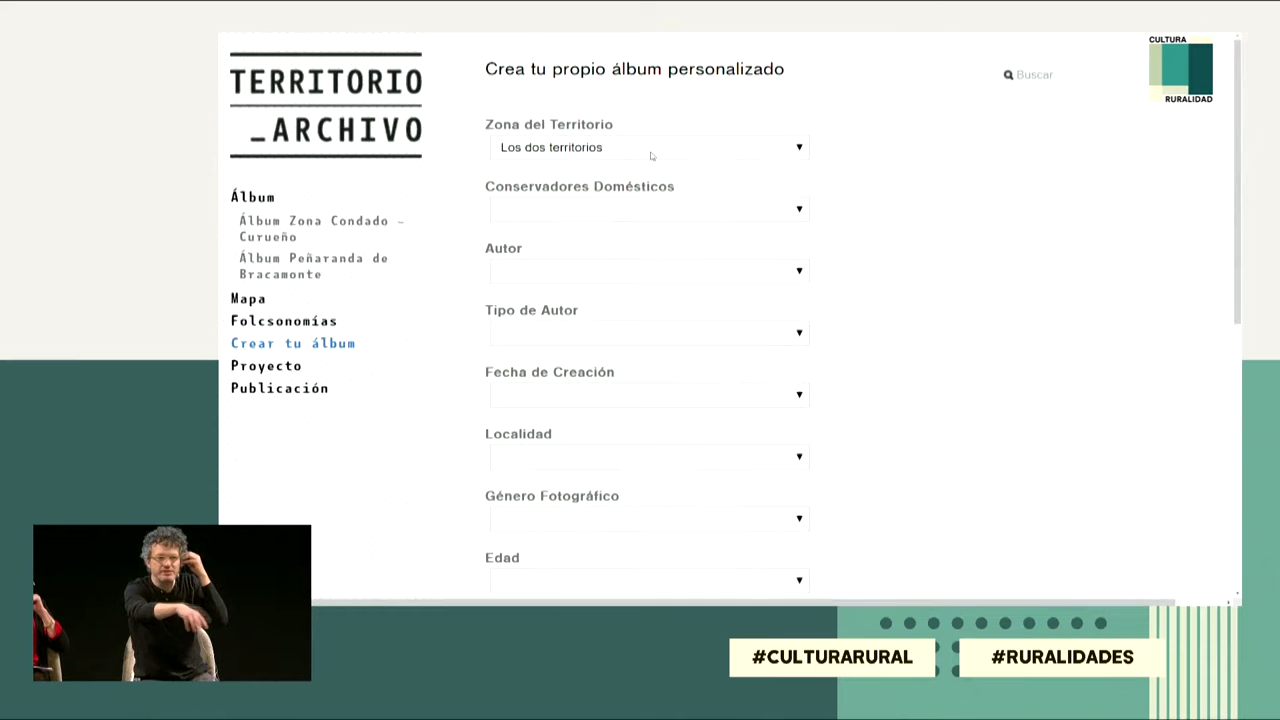 TERRITORIO
_ARCHIVO
Álbum
Álbum Zona Condado –
Curueño
Álbum Peñaranda de
Bracamonte
Mapa
Folcsonomías
Crear tu álbum
Proyecto
Publicación
Crea tu propio álbum personalizado
Buscar
CULTURA
RURALIDAD
Zona del Territorio
Los dos territorios
Conservadores Domésticos
Autor
Tipo de Autor
Fecha de Creación
Localidad
Género Fotográfico
Edad
#CULTURARURAL
#RURALIDADES